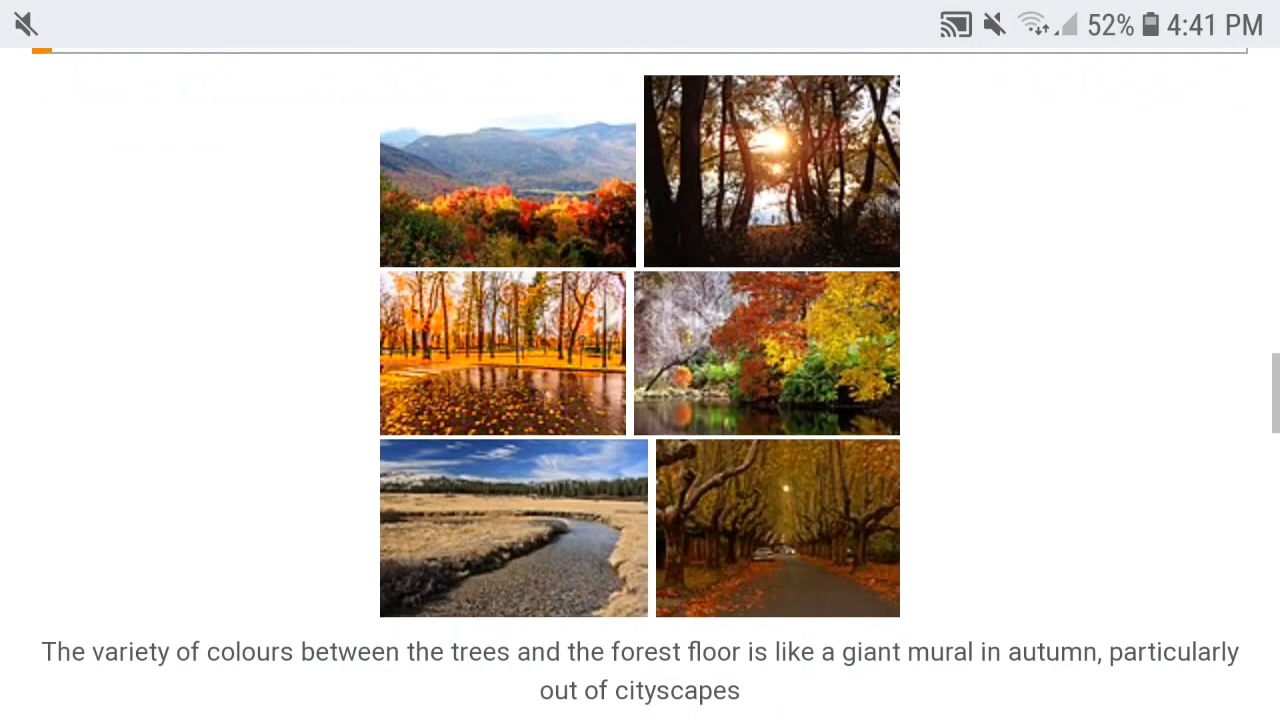 52% 4:41 PM
The variety of colours between the trees and the forest floor is like a giant mural in autumn, particularly
out of cityscapes